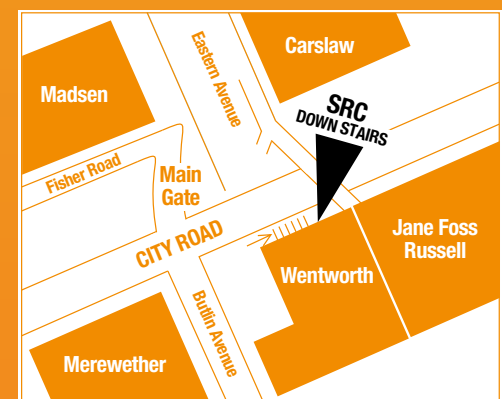 Eastern Avenue
Carslaw
Madsen
SRC
DOWN STAIRS
Fisher Road
Main
Gate
CITY ROAD
Jane Foss
Russell
Wentworth
Butlin Avenue
Merewether